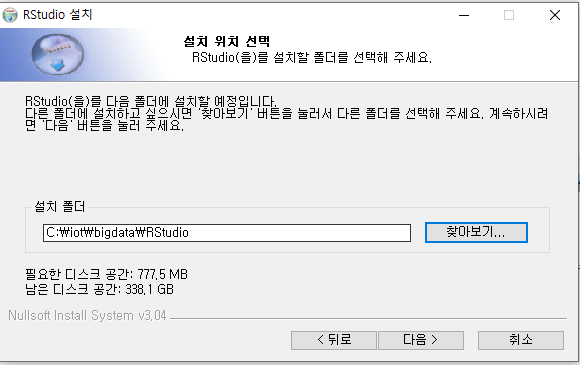 RStudio 설치
설치 위치 선택
RStudio(을)를 설치할 폴더를 선택해 주세요.
RStudio(을)를 다음 폴더에 설치할 예정입니다.
다른 폴더에 설치하고 싶으시면 '찾아보기' 버튼을 눌러서 다른 폴더를 선택해 주세요. 계속하시려
면 '다음' 버튼을 눌러 주세요.
설치 폴더
C:₩iot₩bigdata₩RStudio
찾아보기...
필요한 디스크 공간: 777.5 MB
남은 디스크 공간: 338.1 GB
Nullsoft Install System v3.04
< 뒤로
다음 >
취소